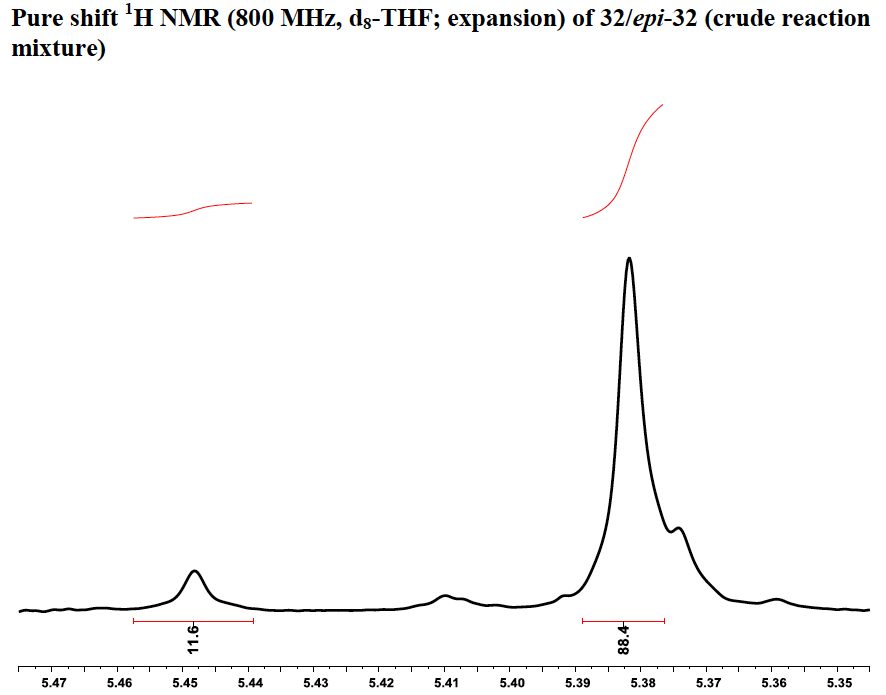 Pure shift ¹H NMR (800 MHz, d₈-THF; expansion) of 32/epi-32 (crude reaction
mixture)
11.6
88.4
5.47 5.46 5.45 5.44 5.43 5.42 5.41 5.40 5.39 5.38 5.37 5.36 5.35